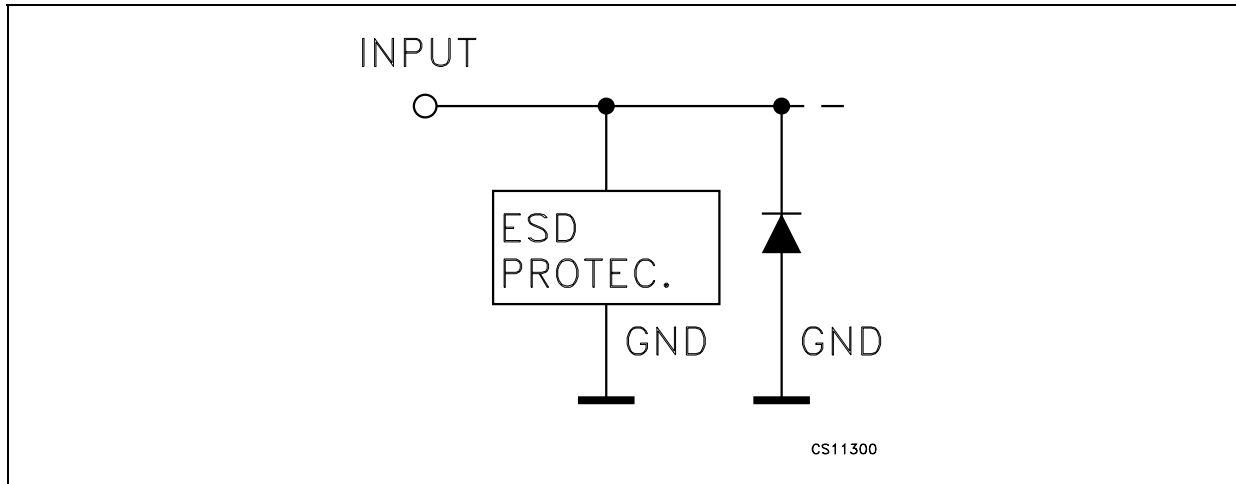 INPUT
ESD
PROTEC.
GND
GND
CS11300